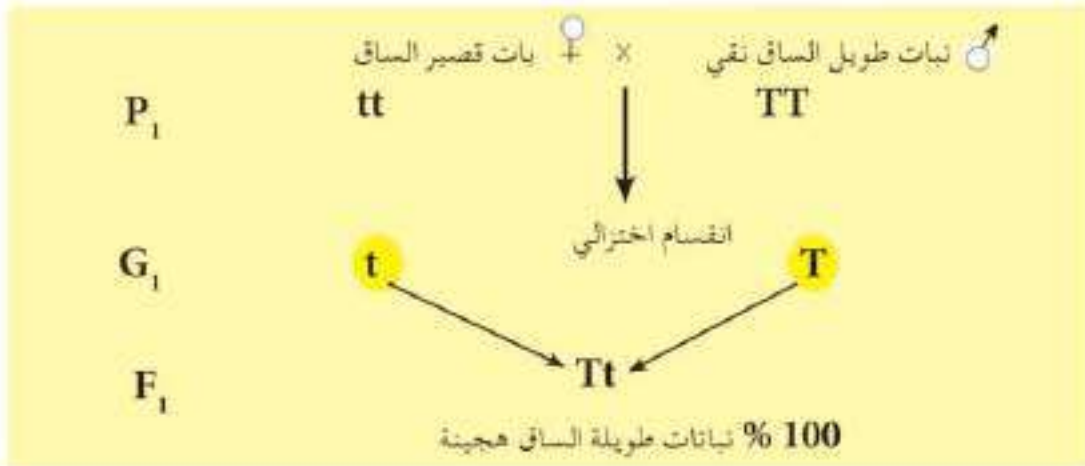 نبات طويل الساق نقي × بات قصير الساق
P1 tt TT
انقسام اختزالي
G1 t T
F1 Tt
100 % نباتات طويلة الساق هجينة